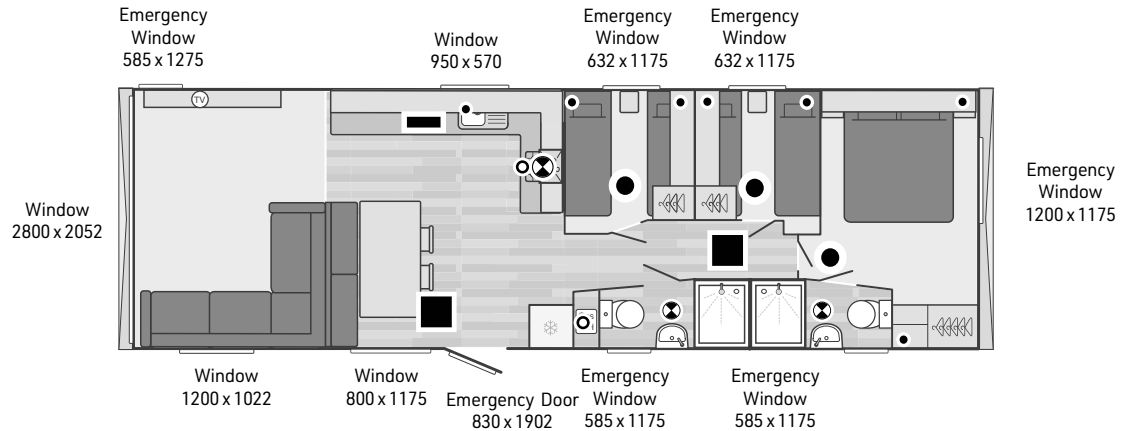 Emergency
Window
585 x 1275
Window
950 x 570
Emergency
Window
632 x 1175
Emergency
Window
632 x 1175
TV
Window
2800 x 2052
Emergency
Window
1200 x 1175
Window
1200 x 1022
Window
800 x 1175
Emergency Door
830 x 1902
Emergency
Window
585 x 1175
Emergency
Window
585 x 1175